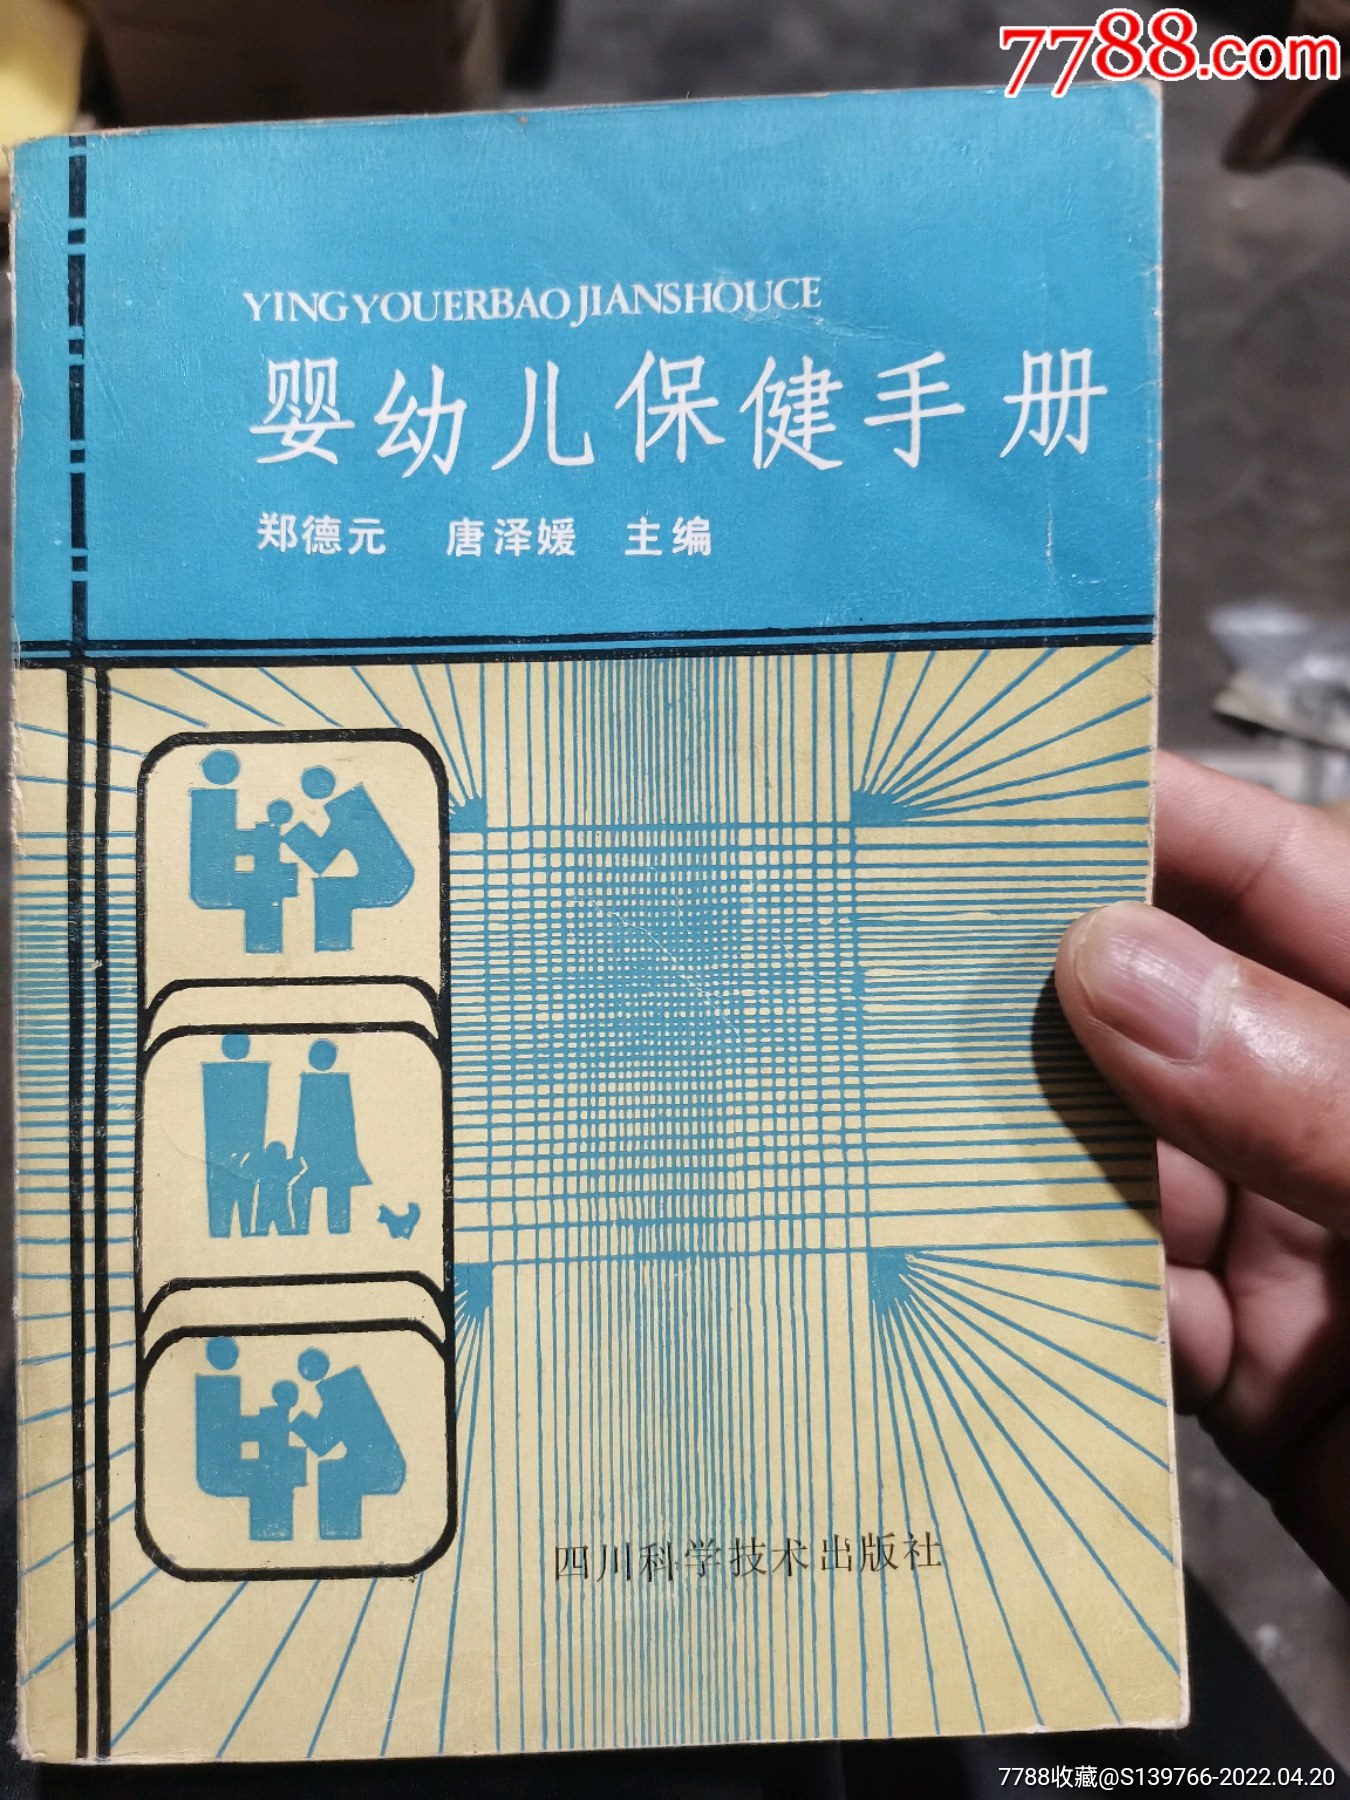 7788.com
YINGYOUERBAOJIANSHOUCE
婴幼儿保健手册
郑德元 唐泽媛 主编
四川科学技术出版社
7788收藏@S139766-2022.04.20